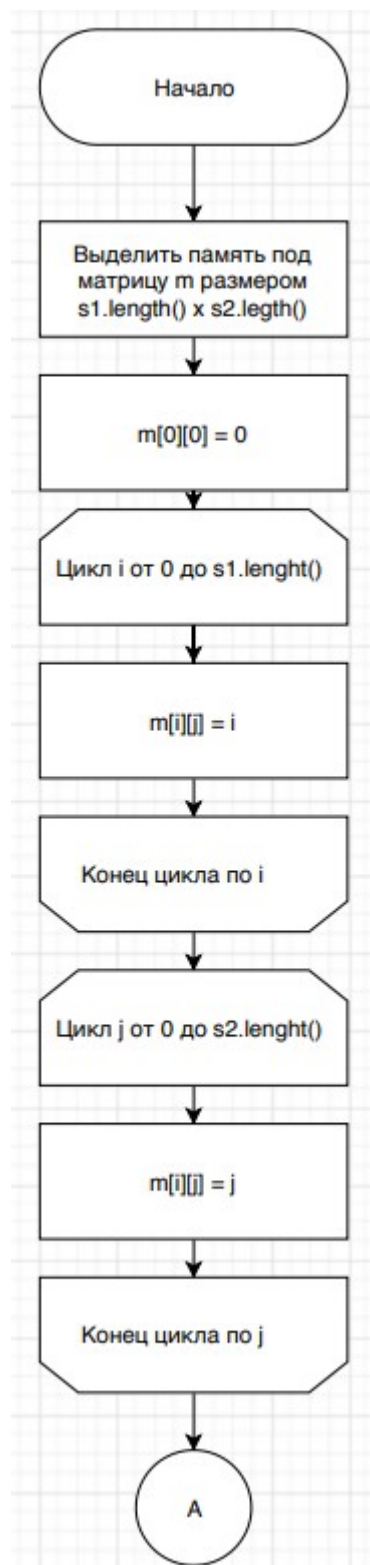 Начало
Выделить память под
матрицу m размером
s1.length() x s2.legth()
m[0][0] = 0
Цикл i от 0 до s1.lenght()
m[i][j] = i
Конец цикла по i
Цикл j от 0 до s2.lenght()
m[i][j] = j
Конец цикла по j
A